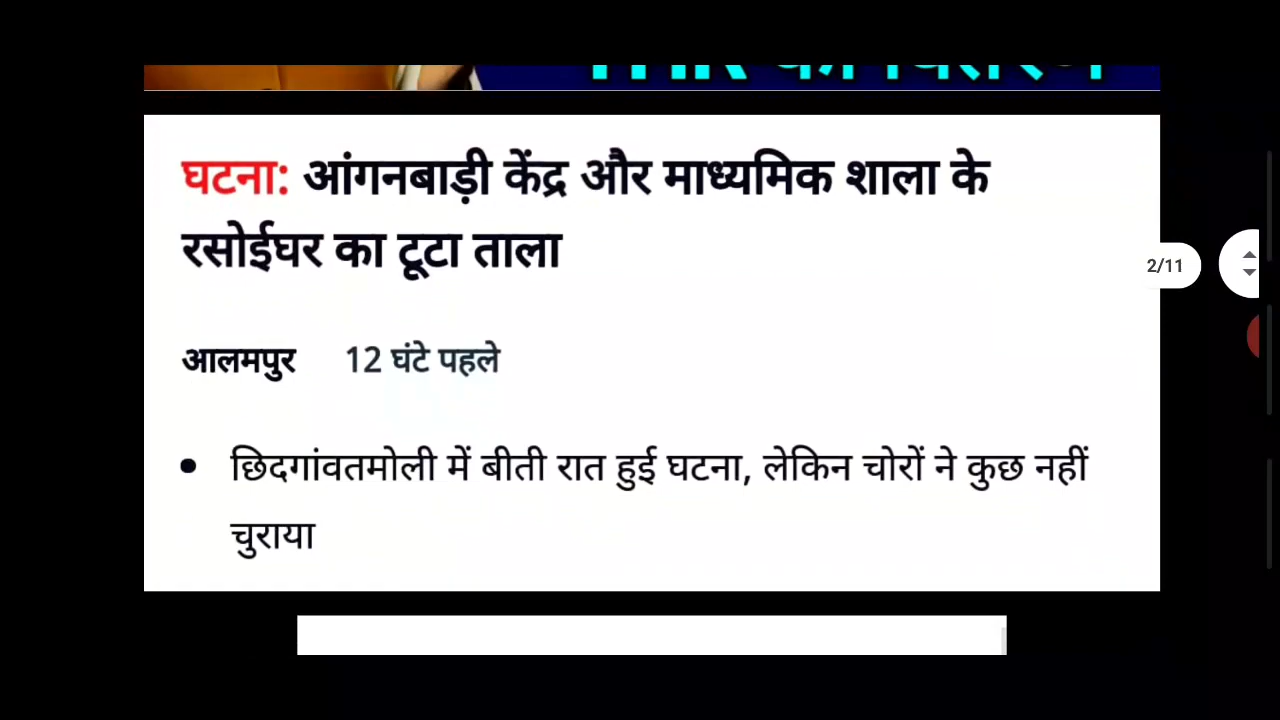 घटना: आंगनबाड़ी केंद्र और माध्यमिक शाला के
रसोईघर का टूटा ताला
2/11
आलमपुर 12 घंटे पहले
• छिदगांवतमोली में बीती रात हुई घटना, लेकिन चोरों ने कुछ नहीं
चुराया